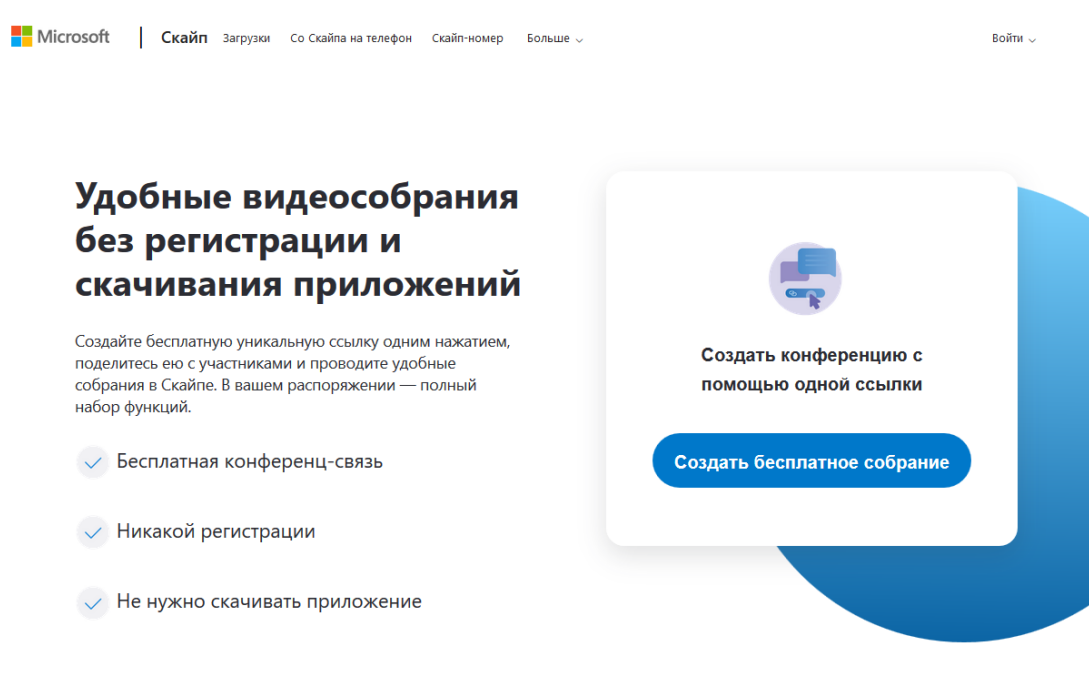 Microsoft
Скайп
Загрузки
Со Скайпа на телефон
Скайп-номер
Больше
Войти
Удобные видеособрания
без регистрации и
скачивания приложений
Создайте бесплатную уникальную ссылку одним нажатием,
поделитесь ею с участниками и проводите удобные
собрания в Скайпе. В вашем распоряжении — полный
набор функций.
Бесплатная конференц-связь
Никакой регистрации
Не нужно скачивать приложение
Создать конференцию с
помощью одной ссылки
Создать бесплатное собрание